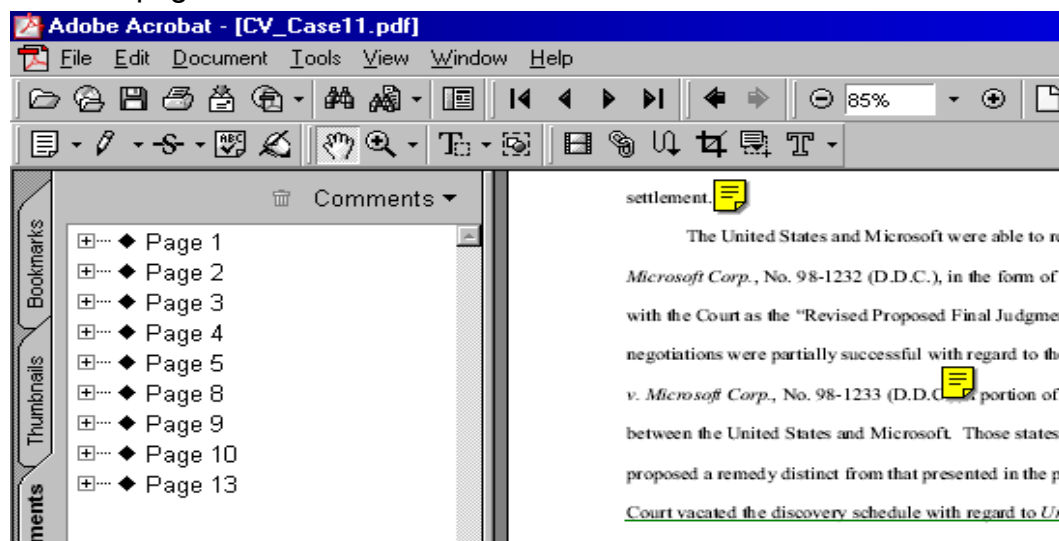 Adobe Acrobat - [CV_Case11.pdf]
File Edit Document Tools View Window Help
85%
Bookmarks
Thumbnails
Comments
Page 1
Page 2
Page 3
Page 4
Page 5
Page 8
Page 9
Page 10
Page 13
settlement.
The United States and Microsoft were able to
Microsoft Corp., No. 98-1232 (D.D.C.), in the form of
with the Court as the “Revised Proposed Final
negotiations were partially successful with regard to
v. Microsoft Corp., No. 98-1233 (D.D.C portion of
between the United States and Microsoft. Those states
proposed a remedy distinct from that presented in the
Court vacated the discovery schedule with regard to